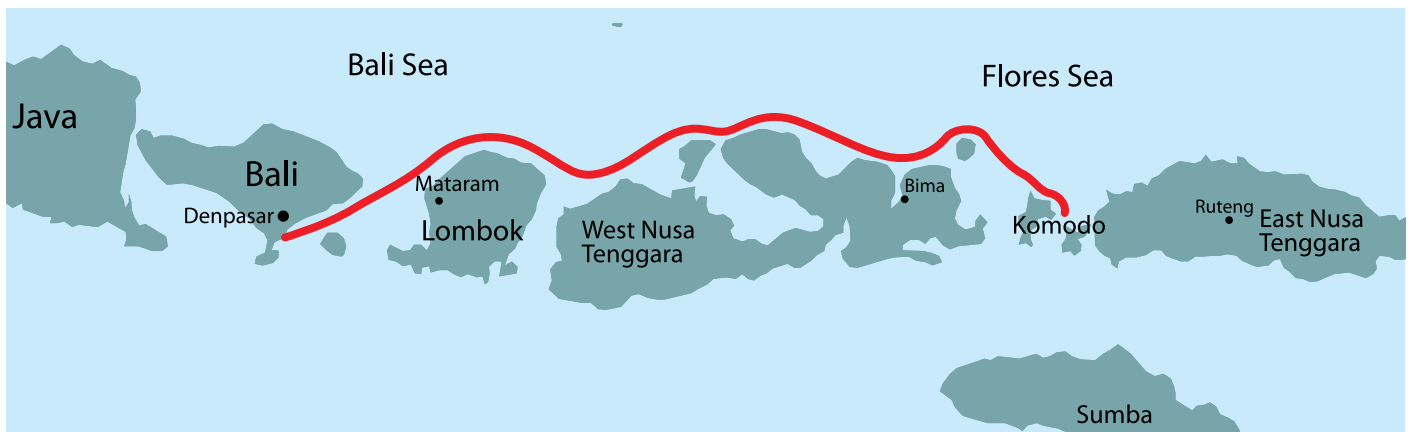 Bali Sea
Flores Sea
Java
Bali
Denpasar
Mataram
Lombok
West Nusa
Tenggara
Bima
Komodo
Ruteng
East Nusa
Tenggara
Sumba